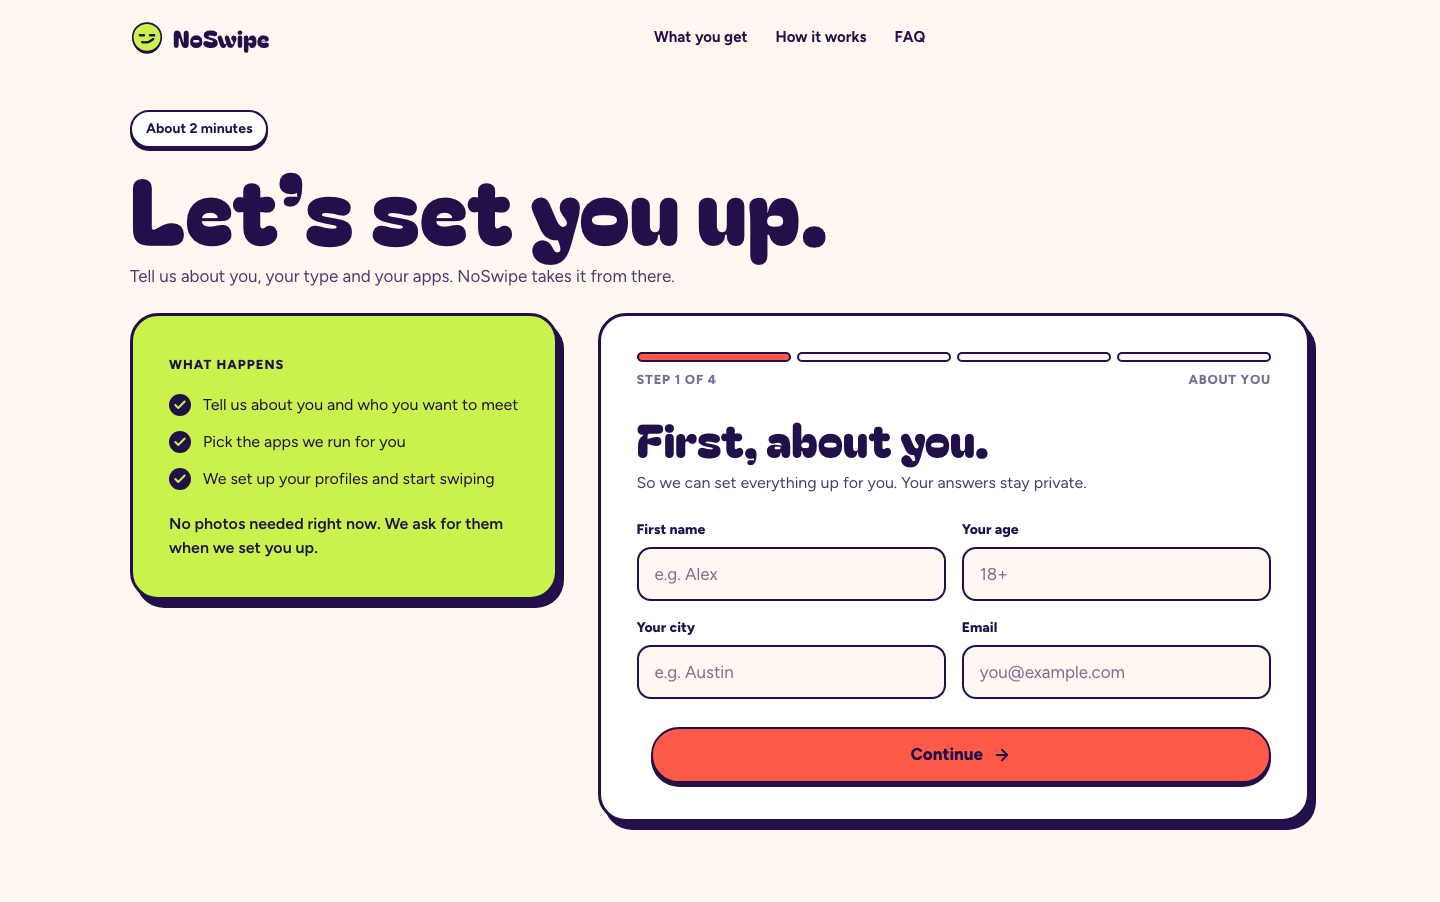 NoSwipe
What you get
How it works
FAQ
About 2 minutes
Let’s set you up.
Tell us about you, your type and your apps. NoSwipe takes it from there.
WHAT HAPPENS
Tell us about you and who you want to meet
Pick the apps we run for you
We set up your profiles and start swiping
No photos needed right now. We ask for them
when we set you up.
STEP 1 OF 4
ABOUT YOU
First, about you.
So we can set everything up for you. Your answers stay private.
First name
e.g. Alex
Your age
18+
Your city
e.g. Austin
Email
you@example.com
Continue →